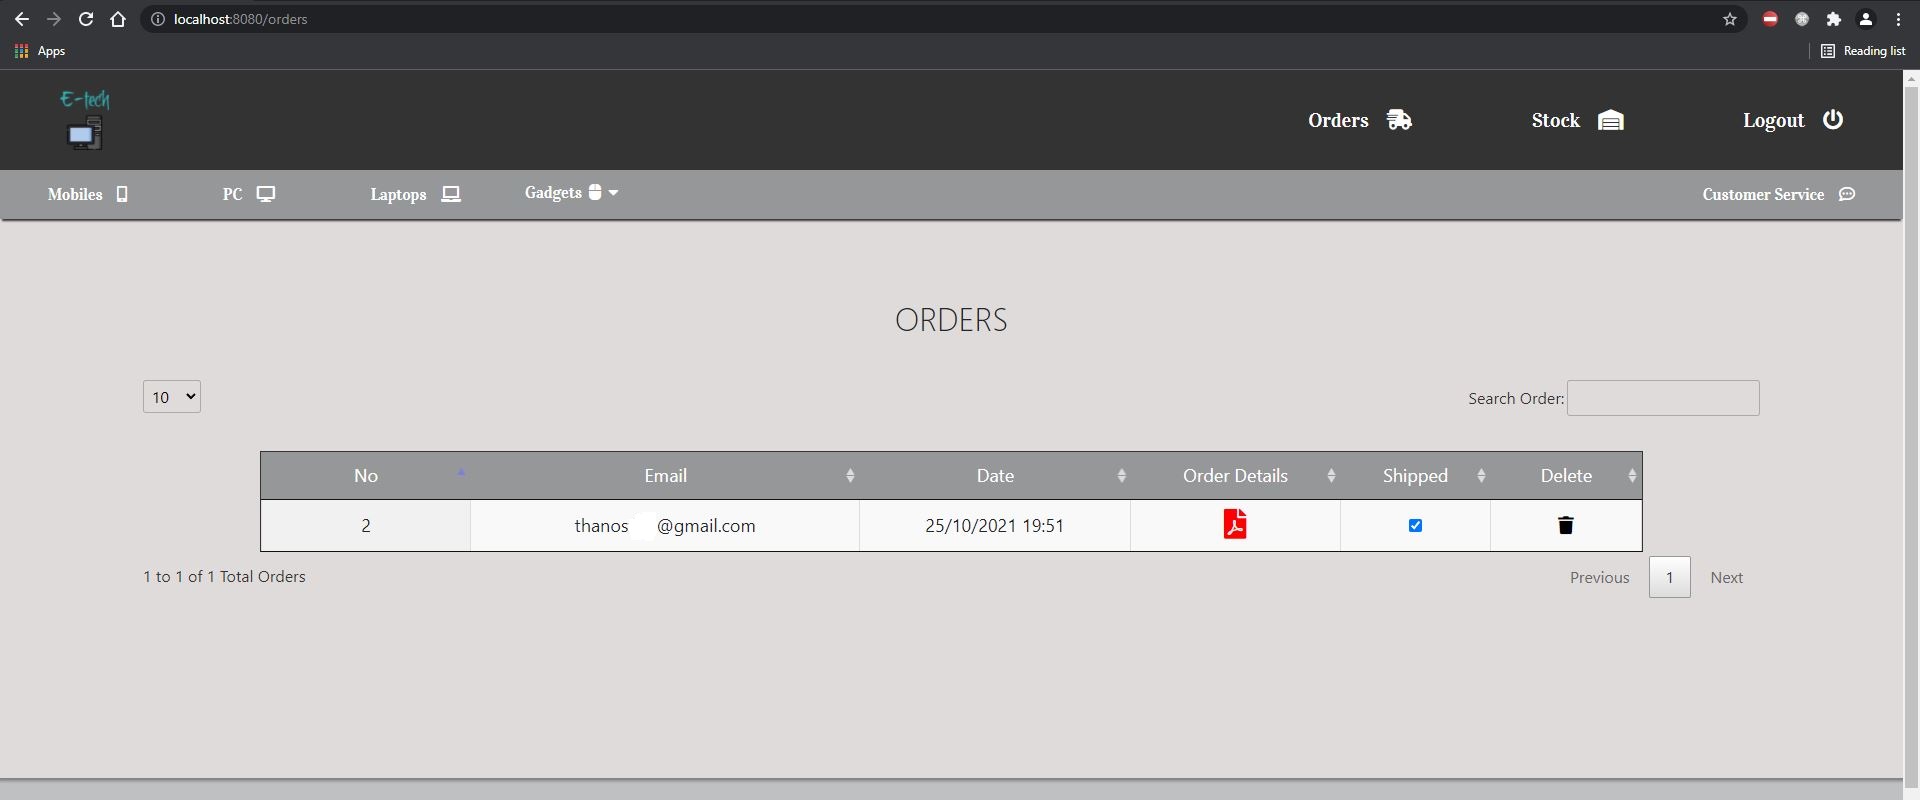 localhost:8080/orders
Apps
Reading list
E-tech
Orders Stock Logout
Mobiles PC Laptops Gadgets Customer Service
ORDERS
10 Search Order:
No Email Date Order Details Shipped Delete
2 thanos @gmail.com 25/10/2021 19:51
1 to 1 of 1 Total Orders Previous 1 Next